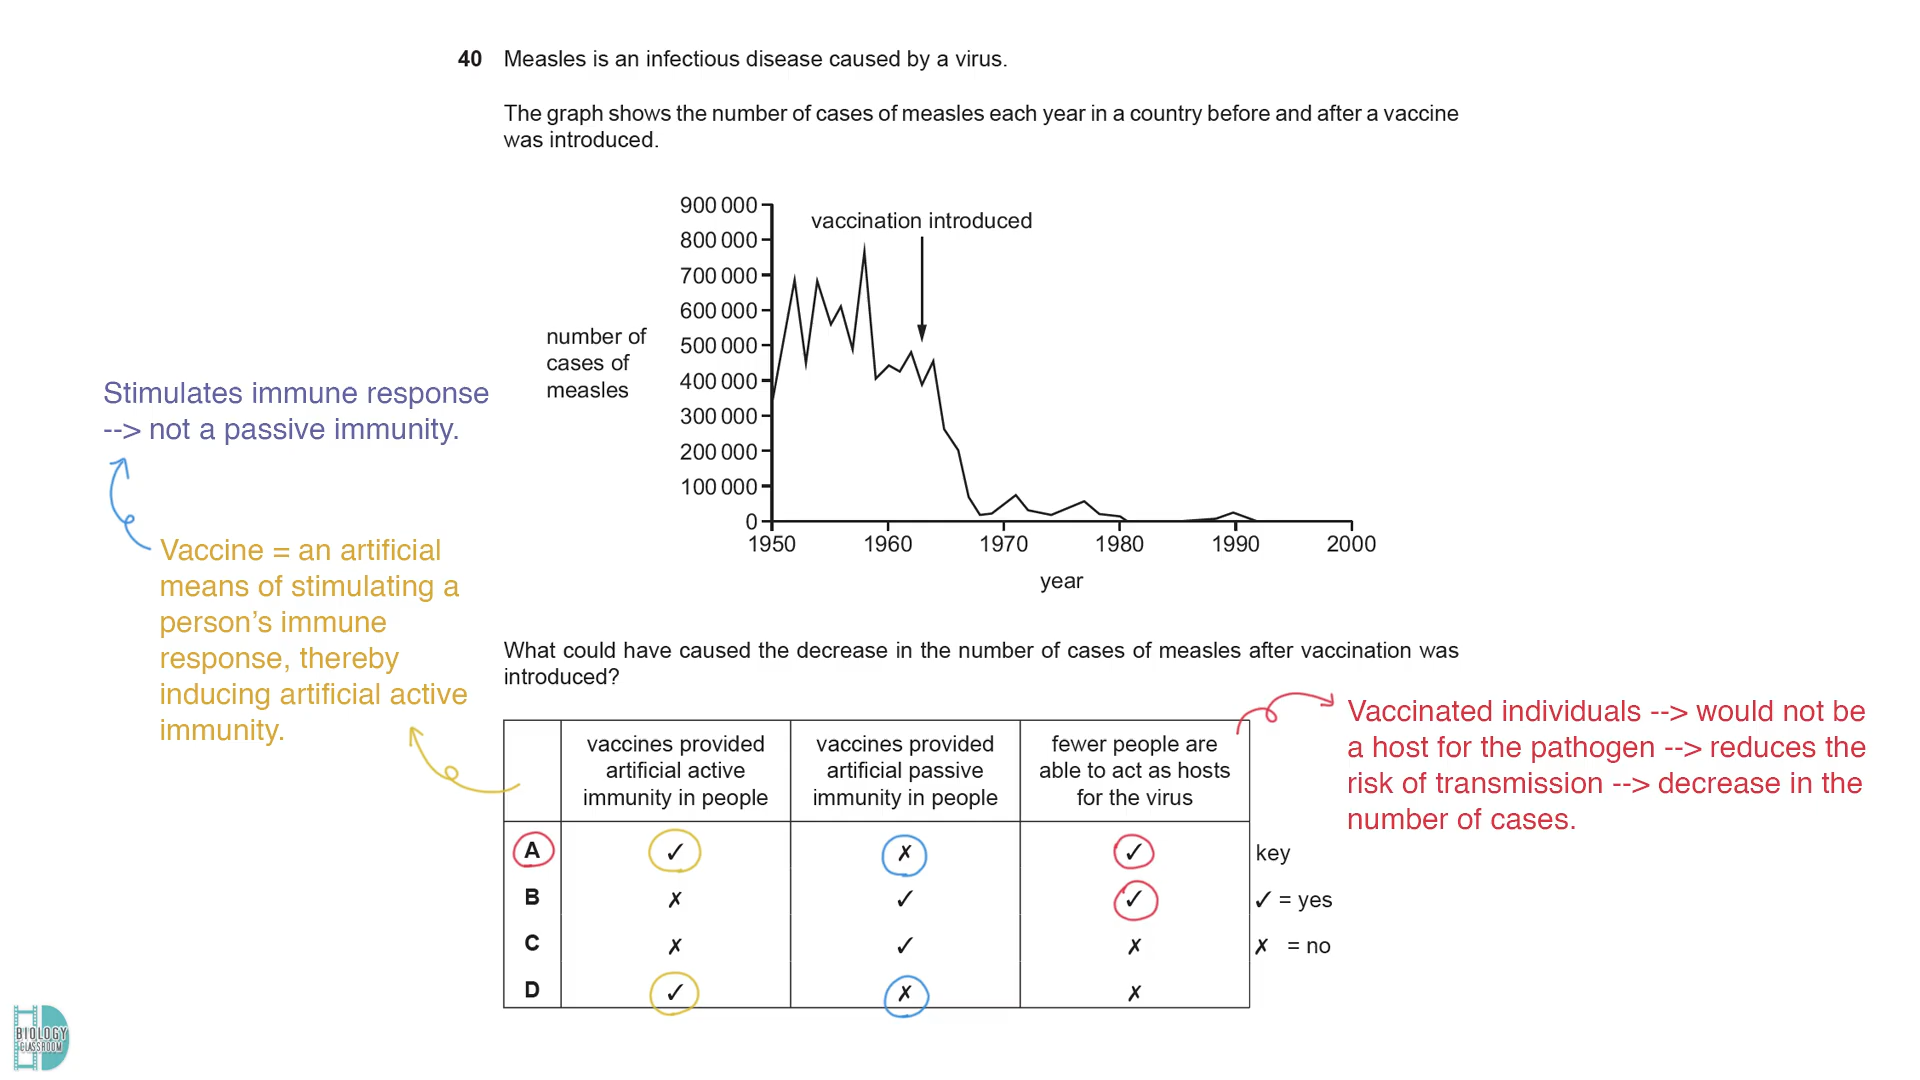 40 Measles is an infectious disease caused by a virus.
The graph shows the number of cases of measles each year in a country before and after a vaccine
was introduced.
900 000
800 000
700 000
600 000
500 000
400 000
300 000
200 000
100 000
0
number of
cases of
measles
vaccination introduced
1950 1960 1970 1980 1990 2000
year
Stimulates immune response
--> not a passive immunity.
Vaccine = an artificial
means of stimulating a
person’s immune
response, thereby
inducing artificial active
immunity.
What could have caused the decrease in the number of cases of measles after vaccination was
introduced?
vaccines provided
artificial active
immunity in people
vaccines provided
artificial passive
immunity in people
fewer people are
able to act as hosts
for the virus
A ✓ ✗ ✓
B ✗ ✓ ✓
C ✗ ✓ ✗
D ✓ ✗ ✗
key
✓ = yes
✗ = no
Vaccinated individuals --> would not be
a host for the pathogen --> reduces the
risk of transmission --> decrease in the
number of cases.
BIOLOGY
CLASSROOM